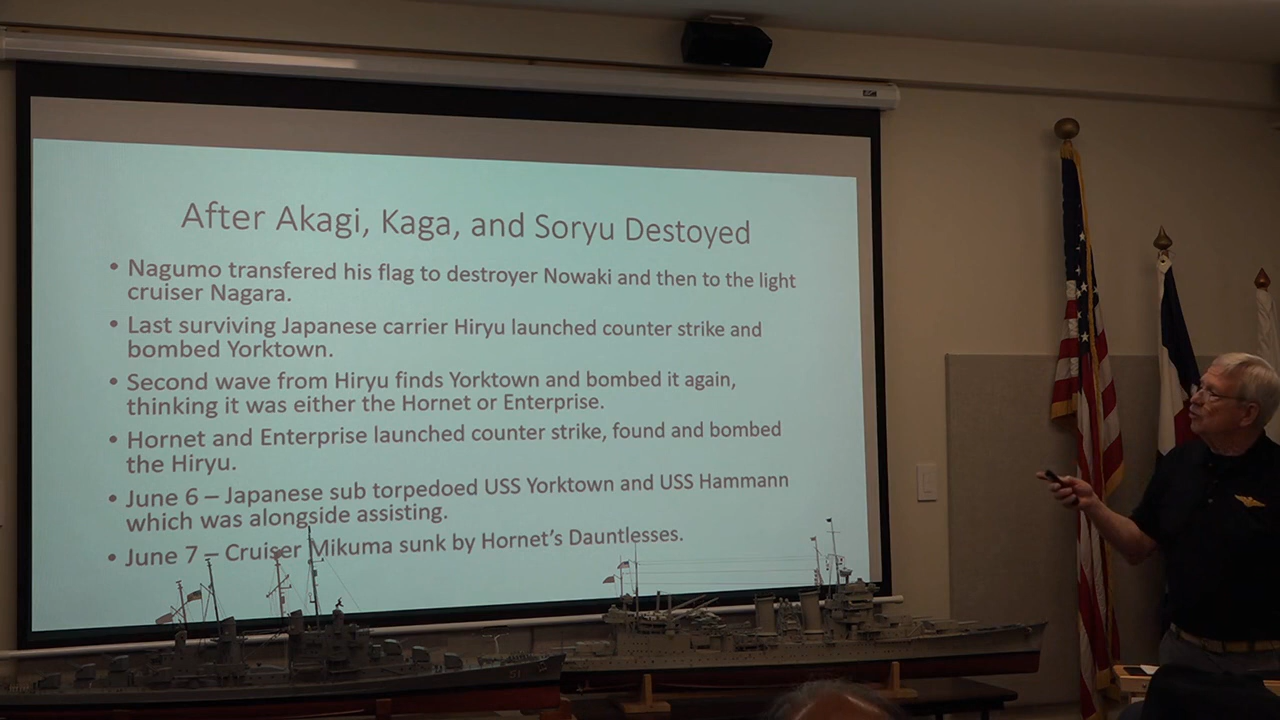 After Akagi, Kaga, and Soryu Destoyed
• Nagumo transfered his flag to destroyer Nowaki and then to the light
cruiser Nagara.
• Last surviving Japanese carrier Hiryu launched counter strike and
bombed Yorktown.
• Second wave from Hiryu finds Yorktown and bombed it again,
thinking it was either the Hornet or Enterprise.
• Hornet and Enterprise launched counter strike, found and bombed
the Hiryu.
• June 6 – Japanese sub torpedoed USS Yorktown and USS Hammann
which was alongside assisting.
• June 7 – Cruiser Mikuma sunk by Hornet's Dauntlesses.
51